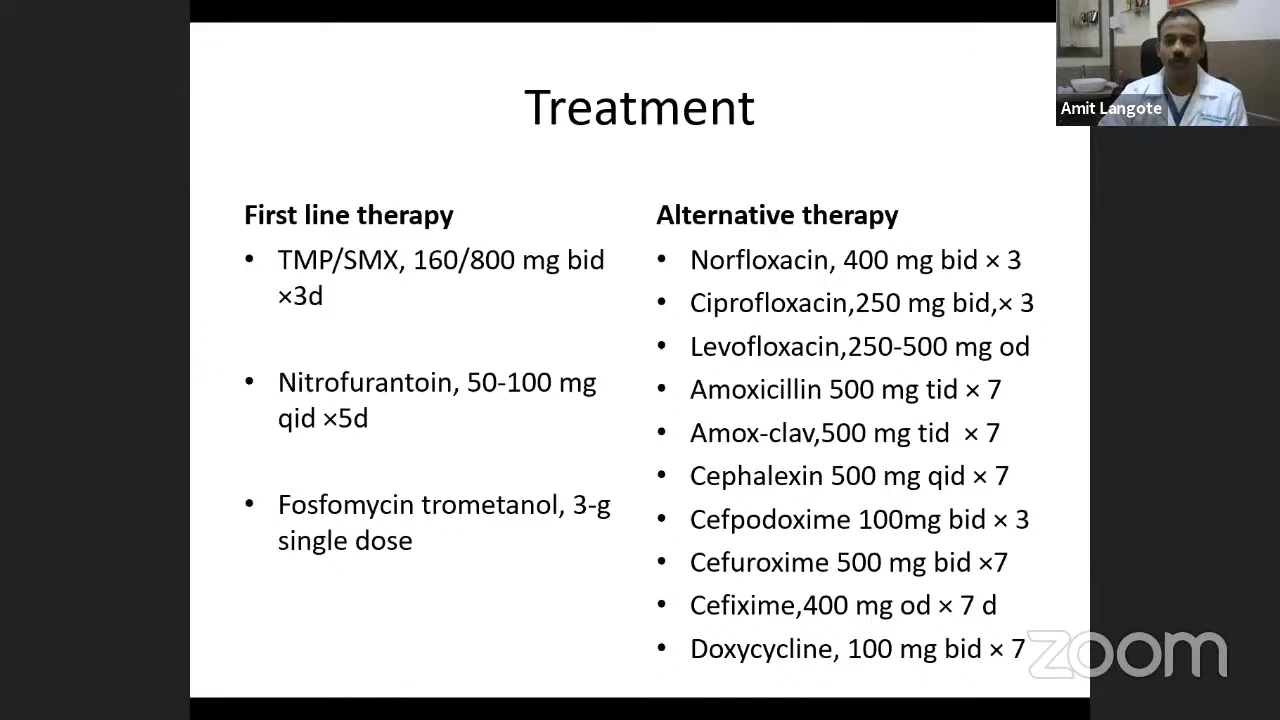 Treatment
Amit Langote
First line therapy
• TMP/SMX, 160/800 mg bid
×3d
• Nitrofurantoin, 50-100 mg
qid ×5d
• Fosfomycin trometanol, 3-g
single dose
Alternative therapy
• Norfloxacin, 400 mg bid × 3
• Ciprofloxacin,250 mg bid,× 3
• Levofloxacin,250-500 mg od
• Amoxicillin 500 mg tid × 7
• Amox-clav,500 mg tid × 7
• Cephalexin 500 mg qid × 7
• Cefpodoxime 100mg bid × 3
• Cefuroxime 500 mg bid ×7
• Cefixime,400 mg od × 7 d
• Doxycycline, 100 mg bid × 7
zoom